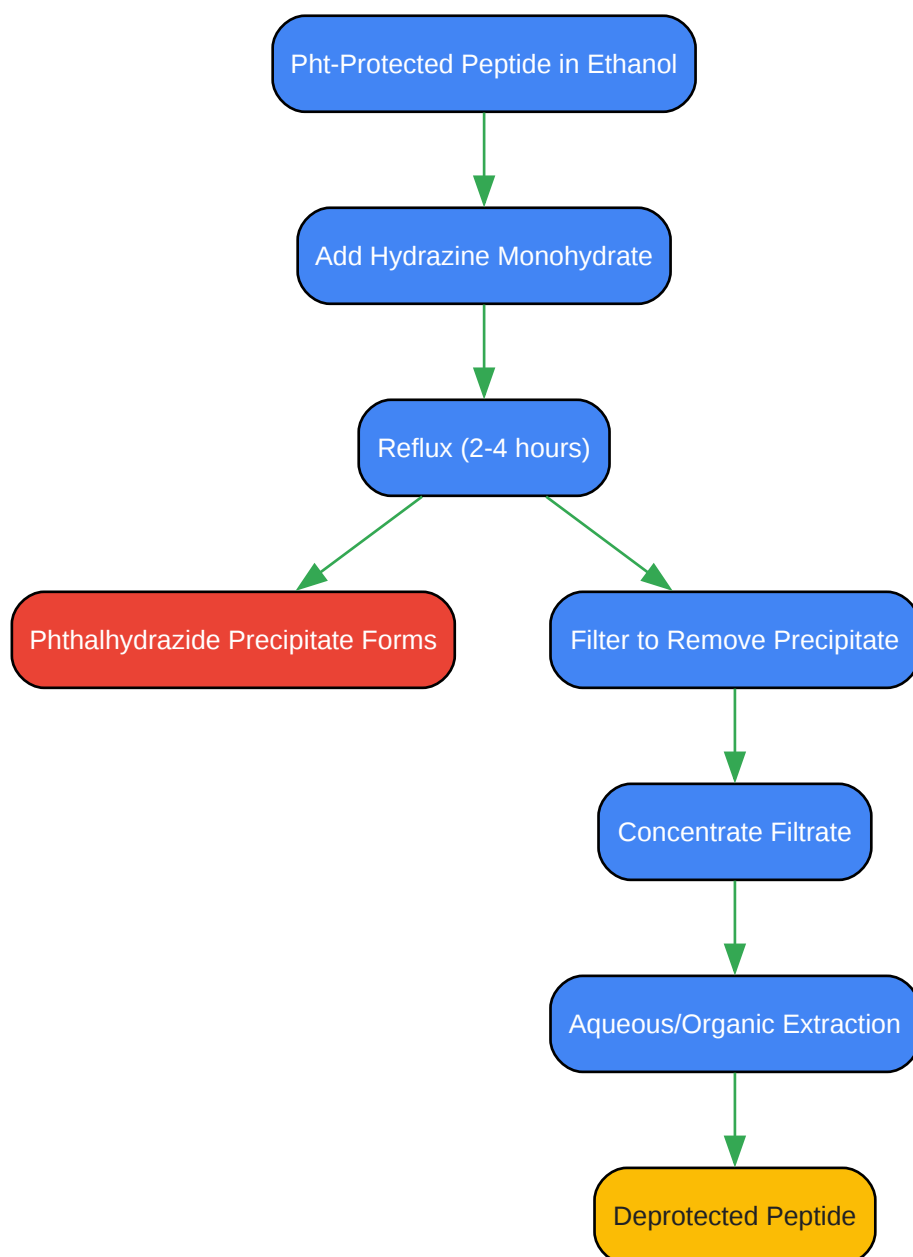 Pht-Protected Peptide in Ethanol
Add Hydrazine Monohydrate
Reflux (2-4 hours)
Phthalhydrazide Precipitate Forms
Filter to Remove Precipitate
Concentrate Filtrate
Aqueous/Organic Extraction
Deprotected Peptide